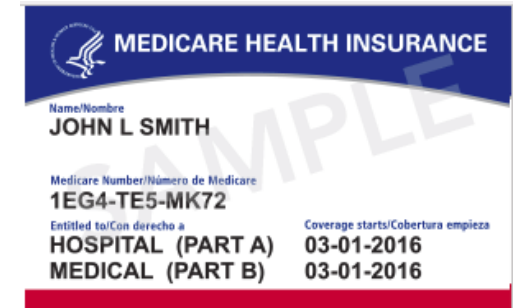 MEDICARE HEALTH INSURANCE
SAMPLE
Name/Nombre
JOHN L SMITH
Medicare Number/Número de Medicare
1EG4-TE5-MK72
Entitled to/Con derecho a Coverage starts/Cobertura empieza
HOSPITAL (PART A) 03-01-2016
MEDICAL (PART B) 03-01-2016